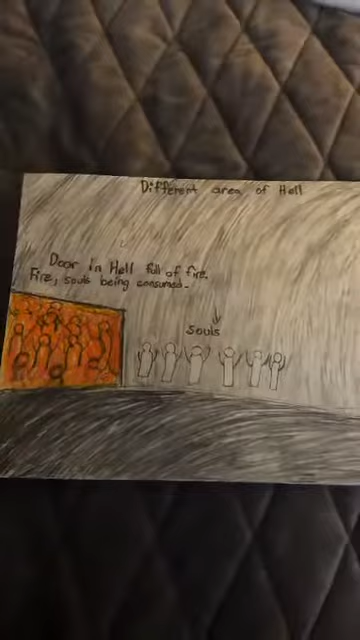 Different area of Hell
Door in Hell full of fire.
Fire, souls being consumed.
souls